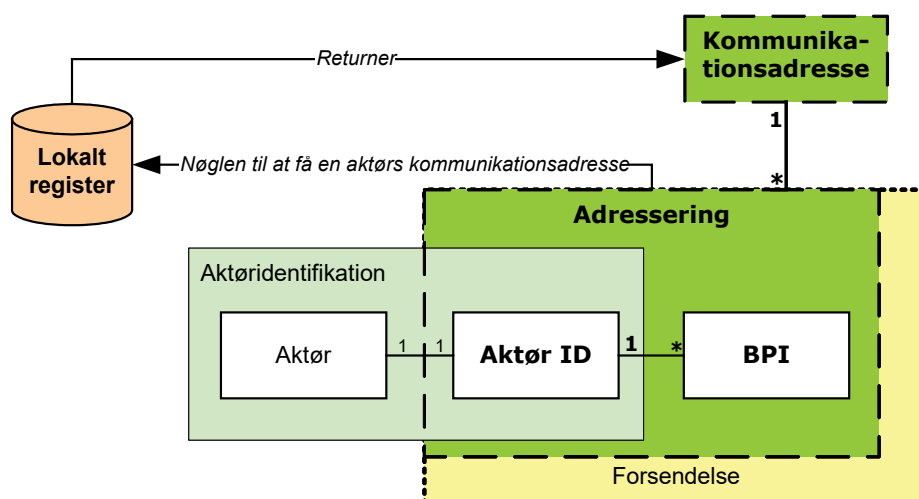 Kommunika-
tionsadresse
Returner
1
Lokalt
register
Nøglen til at få en aktørs kommunikationsadresse
*
Adressering
Aktøridentifikation
Aktør
1
1
Aktør ID
1
*
BPI
Forsendelse